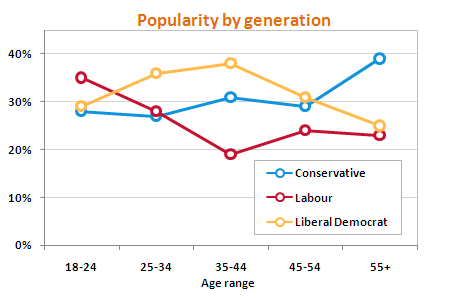 Popularity by generation
40%
30%
20%
10%
0%
Conservative
Labour
Liberal Democrat
18-24 25-34 35-44 45-54 55+
Age range